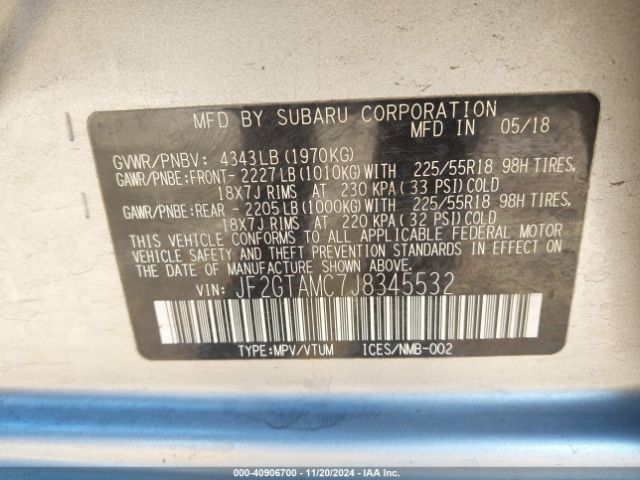 MFD BY SUBARU CORPORATION
MFD IN 05/18
GVWR/PNBV: 4343LB(1970KG)
GAWR/PNBE:FRONT- 2227LB(1010KG)WITH 225/55R18 98H TIRES,
18X7J RIMS AT 230 KPA(33 PSI)COLD
GAWR/PNBE:REAR - 2205LB(1000KG)WITH 225/55R18 98H TIRES,
18X7J RIMS AT 220 KPA(32 PSI)COLD
THIS VEHICLE CONFORMS TO ALL APPLICABLE FEDERAL MOTOR
VEHICLE SAFETY AND THEFT PREVENTION STANDARDS IN EFFECT
ON THE DATE OF MANUFACTURE SHOWN ABOVE.
VIN: JF2GTAMC7J8345532
TYPE:MPV/VTUM ICES/NMB-002
000-40906700 - 11/20/2024 - IAA Inc.